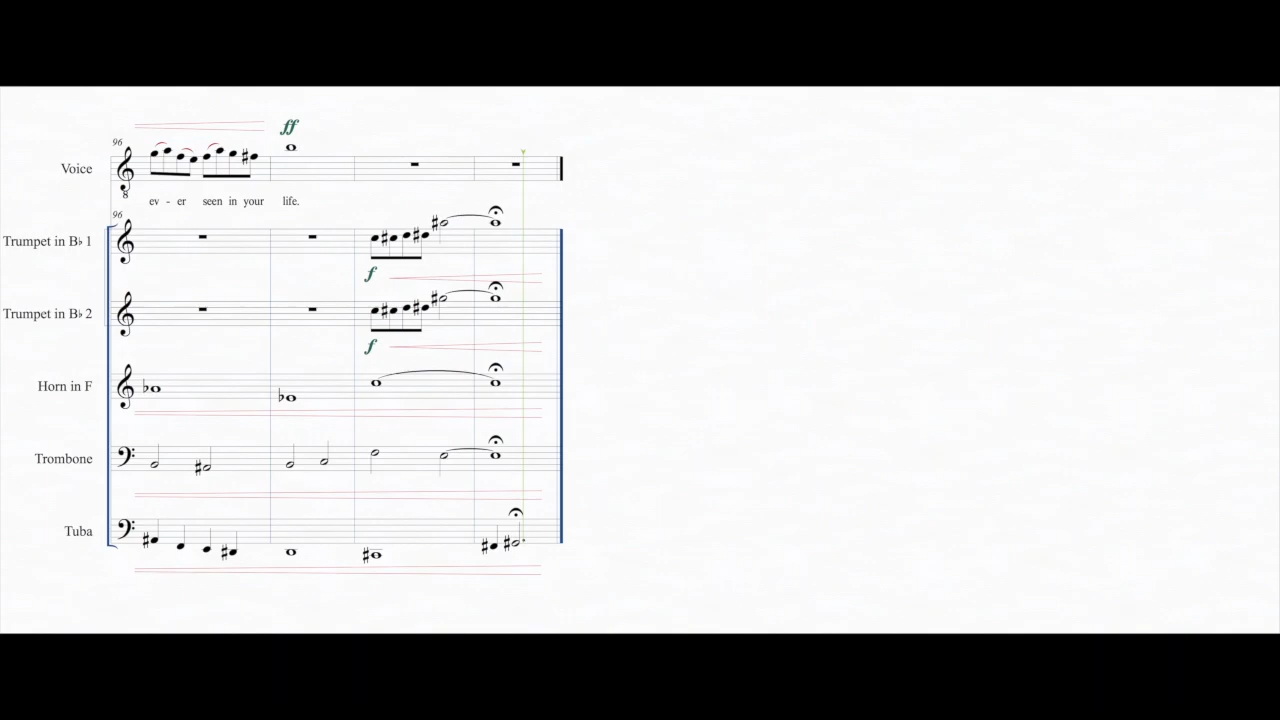 ff
96
Voice
8
ev - er seen in your life.
96
Trumpet in B♭ 1
f
Trumpet in B♭ 2
f
Horn in F
Trombone
Tuba